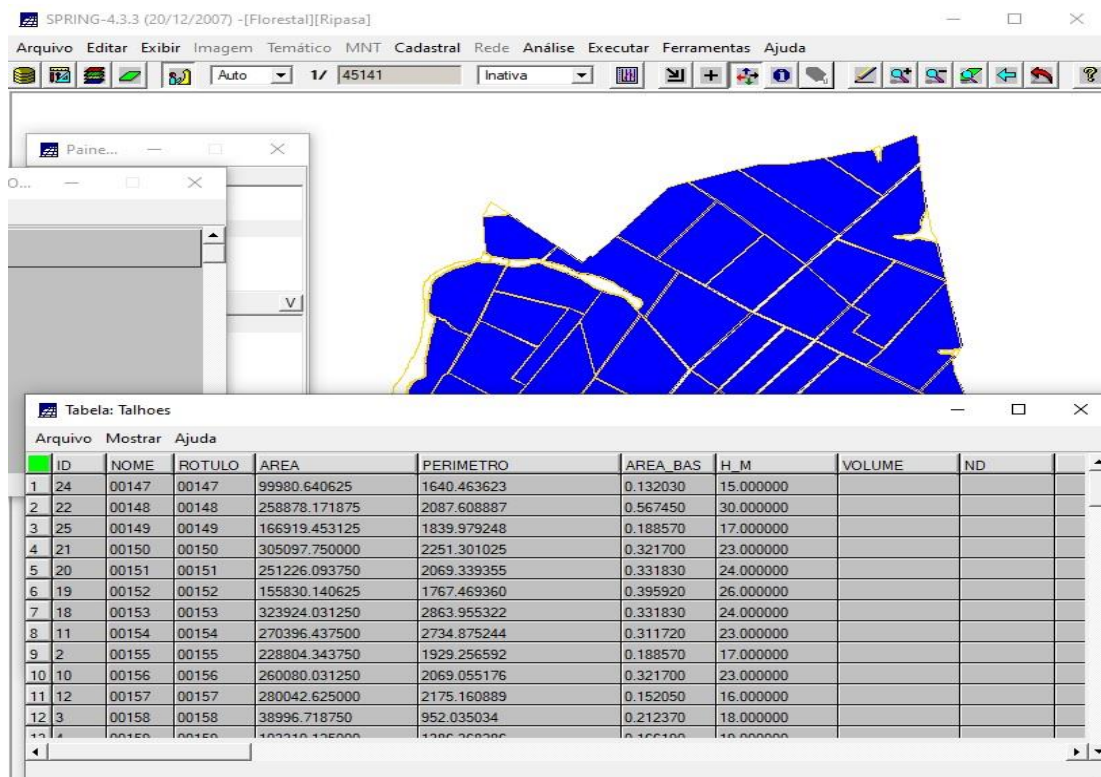 SPRING-4.3.3 (20/12/2007) -[Florestal][Ripasa]
Arquivo Editar Exibir Imagem Temático MNT Cadastral Rede Análise Executar Ferramentas Ajuda
Auto 1/ 45141 Inativa
Paine...
O...
V
Tabela: Talhoes
Arquivo Mostrar Ajuda
ID NOME ROTULO AREA PERIMETRO AREA_BAS H_M VOLUME ND
1 24 00147 00147 99980.640625 1640.463623 0.132030 15.000000
2 22 00148 00148 258878.171875 2087.608887 0.567450 30.000000
3 25 00149 00149 166919.453125 1839.979248 0.188570 17.000000
4 21 00150 00150 305097.750000 2251.301025 0.321700 23.000000
5 20 00151 00151 251226.093750 2069.339355 0.331830 24.000000
6 19 00152 00152 155830.140625 1767.469360 0.395920 26.000000
7 18 00153 00153 323924.031250 2863.955322 0.331830 24.000000
8 11 00154 00154 270396.437500 2734.875244 0.311720 23.000000
9 2 00155 00155 228804.343750 1929.256592 0.188570 17.000000
10 10 00156 00156 260080.031250 2069.055176 0.321700 23.000000
11 12 00157 00157 280042.625000 2175.160889 0.152050 16.000000
12 3 00158 00158 38996.718750 952.035034 0.212370 18.000000